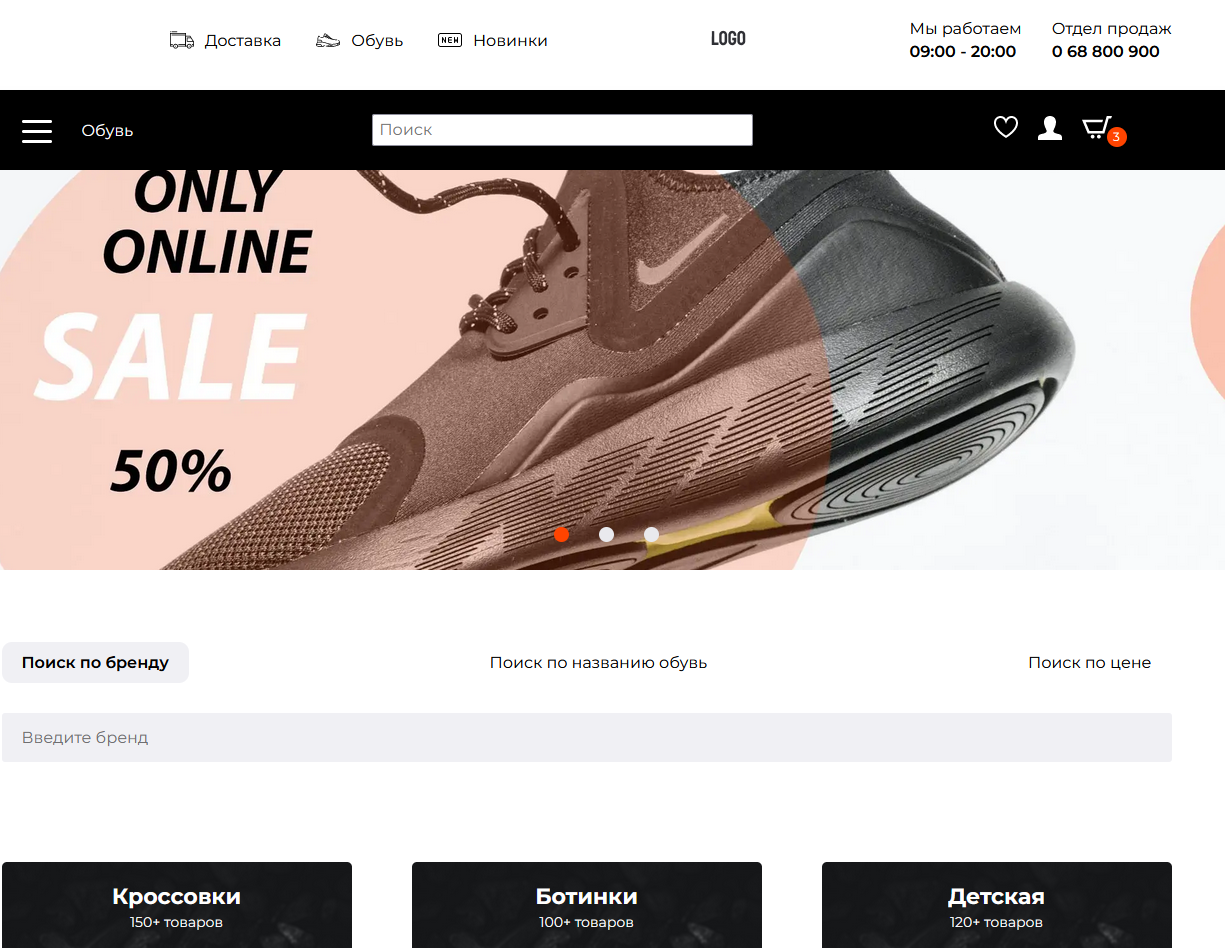 Доставка
Обувь
NEW
Новинки
LOGO
Мы работаем
09:00 - 20:00
Отдел продаж
0 68 800 900
Обувь
Поиск
3
ONLY
ONLINE
SALE
50%
Поиск по бренду
Поиск по названию обувь
Поиск по цене
Введите бренд
Кроссовки
150+ товаров
Ботинки
100+ товаров
Детская
120+ товаров